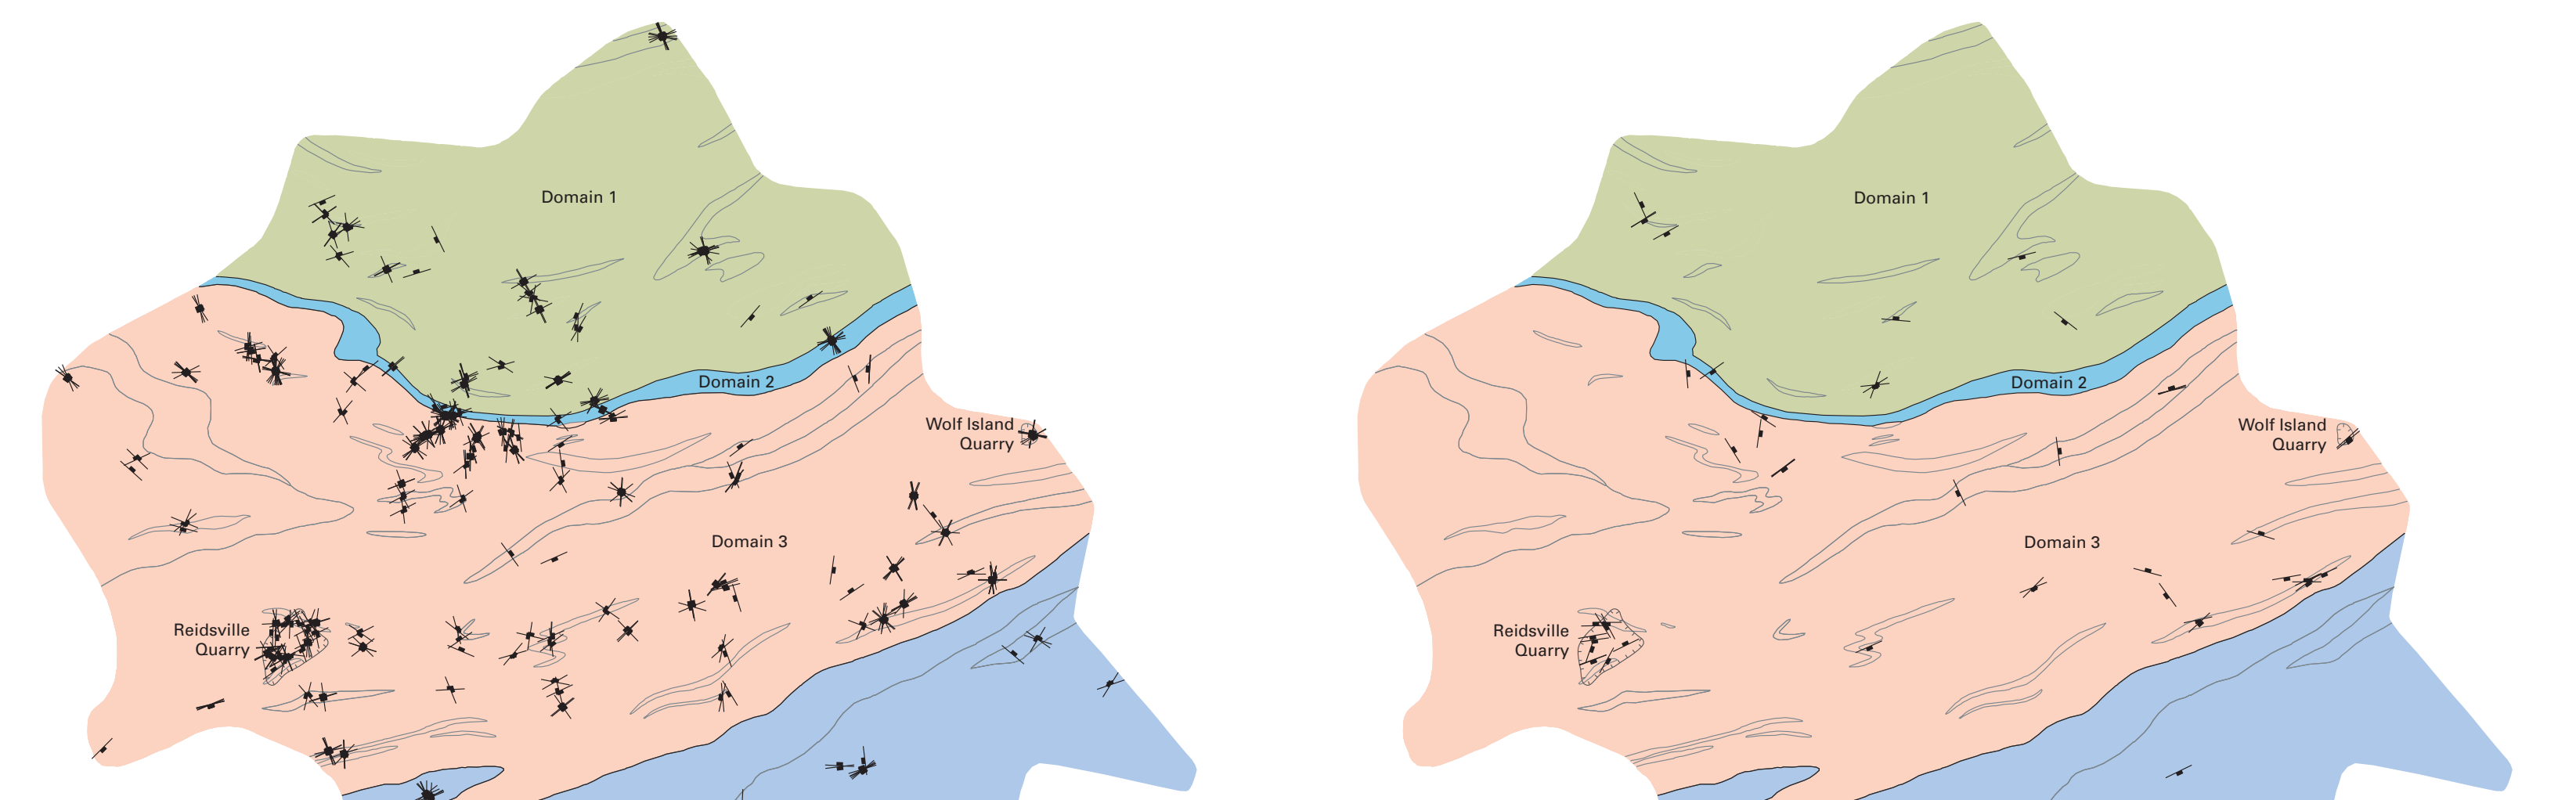 Domain 1
Domain 2
Wolf Island
Quarry
Domain 3
Reidsville
Quarry
Domain 1
Domain 2
Wolf Island
Quarry
Domain 3
Reidsville
Quarry